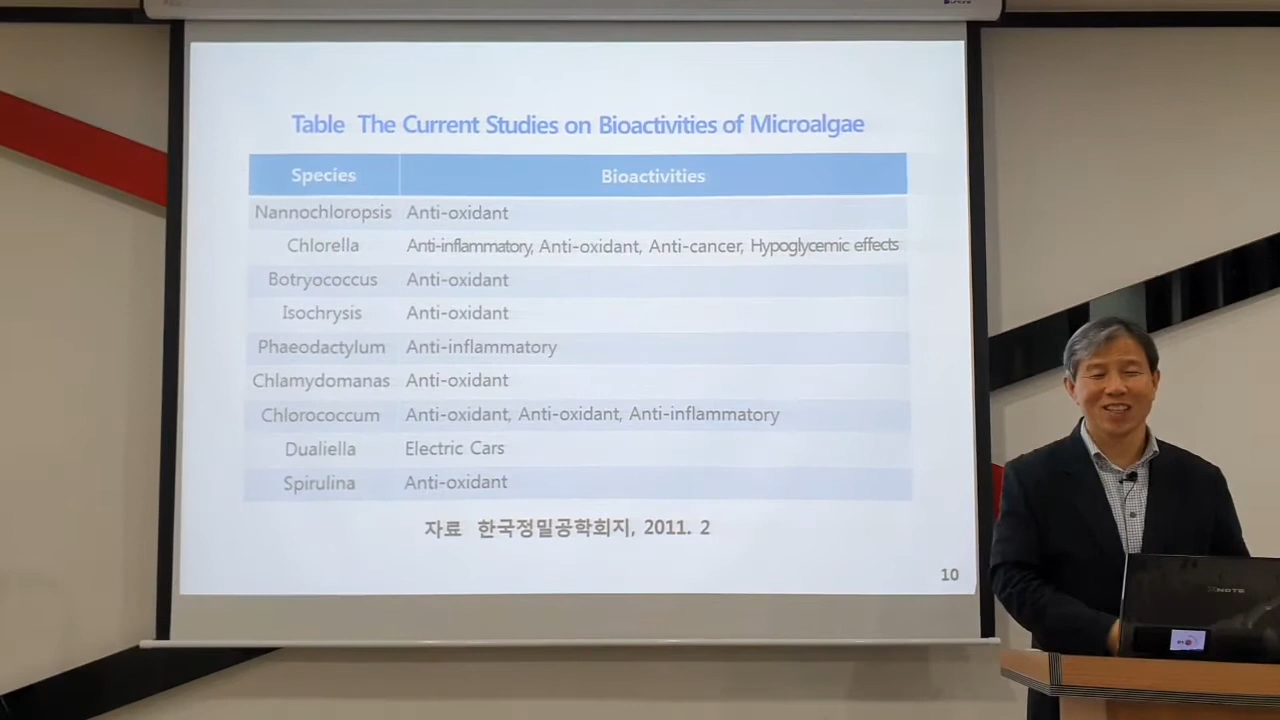 Table The Current Studies on Bioactivities of Microalgae
Species Bioactivities
Nannochloropsis Anti-oxidant
Chlorella Anti-inflammatory, Anti-oxidant, Anti-cancer, Hypoglycemic effects
Botryococcus Anti-oxidant
Isochrysis Anti-oxidant
Phaeodactylum Anti-inflammatory
Chlamydomanas Anti-oxidant
Chlorococcum Anti-oxidant, Anti-oxidant, Anti-inflammatory
Dualiella Electric Cars
Spirulina Anti-oxidant
자료 한국정밀공학회지, 2011. 2
10
XNOTE